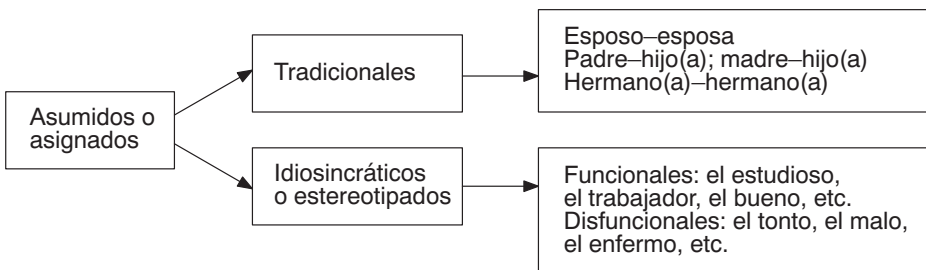 Asumidos o
asignados
Tradicionales
Esposo–esposa
Padre–hijo(a); madre–hijo(a)
Hermano(a)–hermano(a)
Idiosincráticos
o estereotipados
Funcionales: el estudioso,
el trabajador, el bueno, etc.
Disfuncionales: el tonto, el malo,
el enfermo, etc.